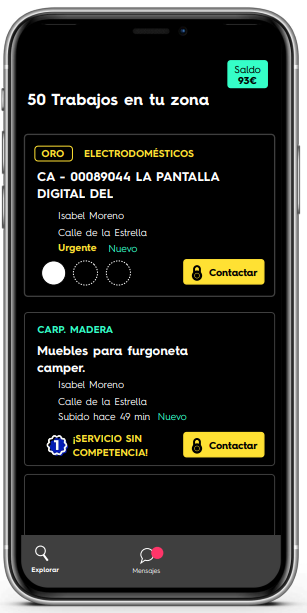 Saldo
93€
50 Trabajos en tu zona
ORO ELECTRODOMÉSTICOS
CA - 00089044 LA PANTALLA
DIGITAL DEL
Isabel Moreno
Calle de la Estrella
Urgente Nuevo
Contactar
CARP. MADERA
Muebles para furgoneta
camper.
Isabel Moreno
Calle de la Estrella
Subido hace 49 min Nuevo
1 ¡SERVICIO SIN
COMPETENCIA!
Contactar
Explorar
Mensajes